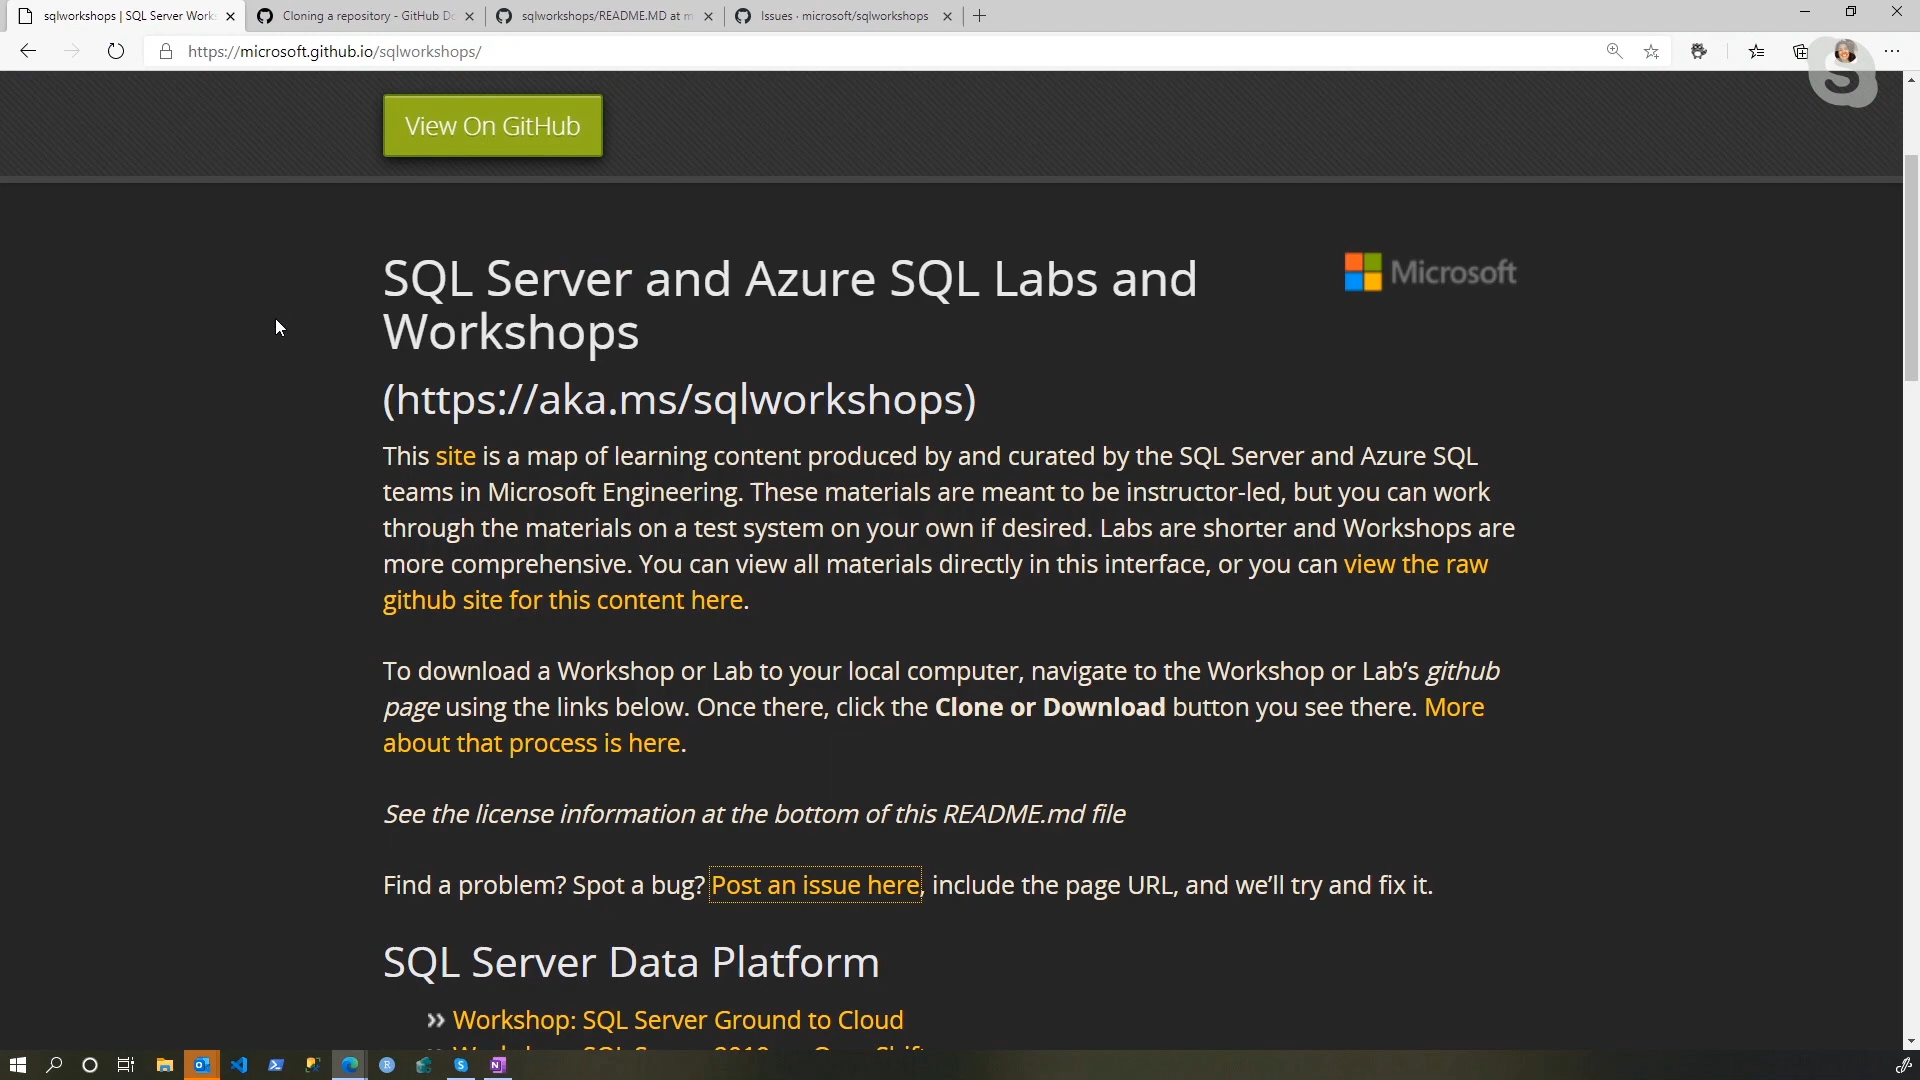 sqlworkshops | SQL Server Work
Cloning a repository - GitHub Do
sqlworkshops/README.MD at m
Issues · microsoft/sqlworkshops
https://microsoft.github.io/sqlworkshops/
View On GitHub
SQL Server and Azure SQL Labs and
Workshops
Microsoft
(https://aka.ms/sqlworkshops)
This site is a map of learning content produced by and curated by the SQL Server and Azure SQL
teams in Microsoft Engineering. These materials are meant to be instructor-led, but you can work
through the materials on a test system on your own if desired. Labs are shorter and Workshops are
more comprehensive. You can view all materials directly in this interface, or you can view the raw
github site for this content here.
To download a Workshop or Lab to your local computer, navigate to the Workshop or Lab's github
page using the links below. Once there, click the Clone or Download button you see there. More
about that process is here.
See the license information at the bottom of this README.md file
Find a problem? Spot a bug? Post an issue here, include the page URL, and we'll try and fix it.
SQL Server Data Platform
» Workshop: SQL Server Ground to Cloud